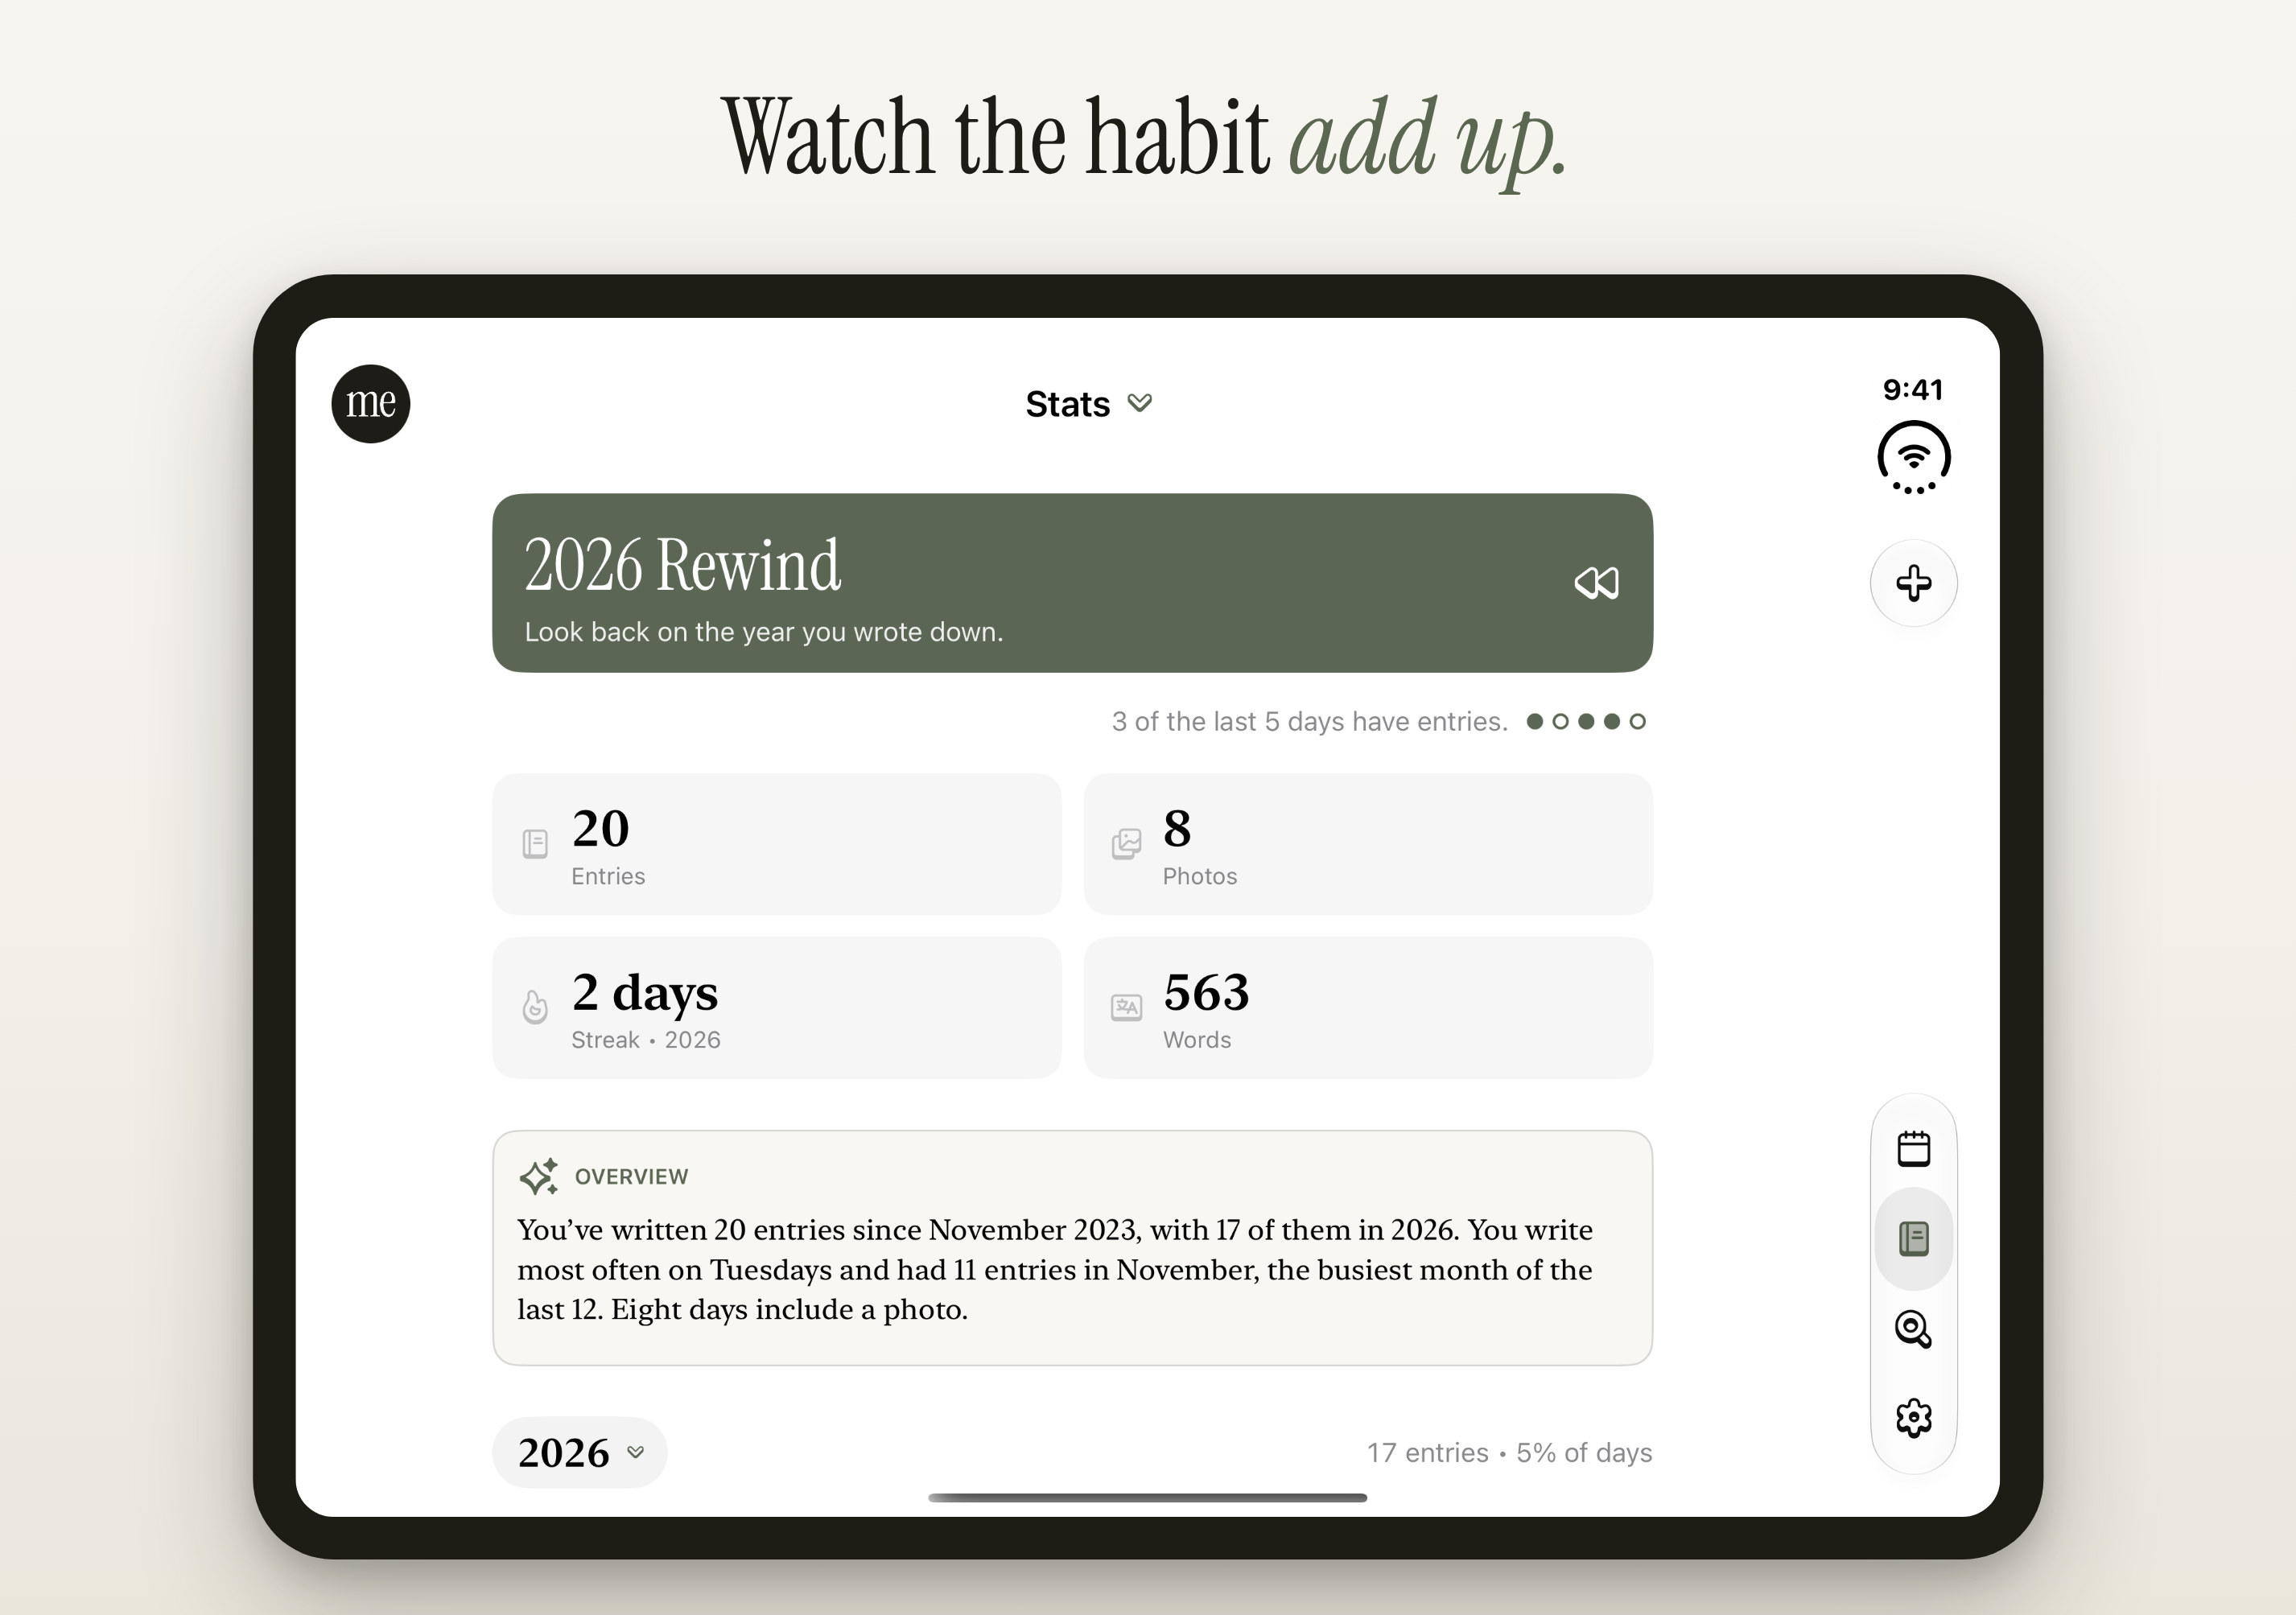 Watch the habit add up.
me
Stats
9:41
2026 Rewind
Look back on the year you wrote down.
3 of the last 5 days have entries.
20
Entries
8
Photos
2 days
Streak • 2026
563
Words
OVERVIEW
You’ve written 20 entries since November 2023, with 17 of them in 2026. You write
most often on Tuesdays and had 11 entries in November, the busiest month of the
last 12. Eight days include a photo.
2026
17 entries • 5% of days